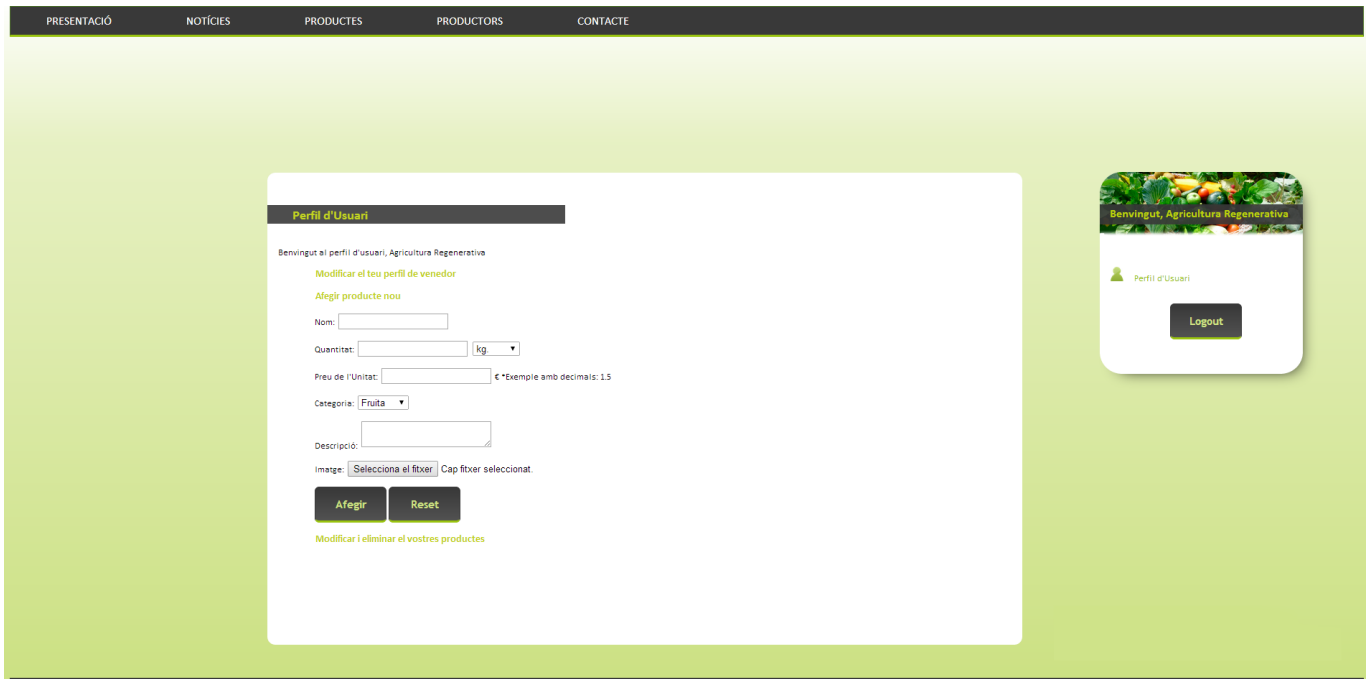 PRESENTACIÓ NOTÍCIES PRODUCTES PRODUCTORS CONTACTE
Perfil d'Usuari
Benvingut al perfil d'usuari, Agricultura Regenerativa
Modificar el teu perfil de venedor
Afegir producte nou
Nom:
Quantitat: kg.
Preu de l'Unitat: € *Exemple amb decimals: 1.5
Categoria: Fruita
Descripció:
Imatge: Selecciona el fitxer Cap fitxer seleccionat.
Afegir Reset
Modificar i eliminar el vostres productes
Benvingut, Agricultura Regenerativa
Perfil d'Usuari
Logout